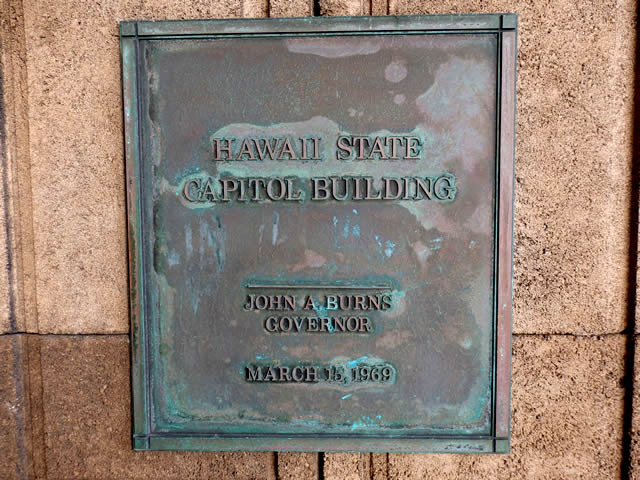 HAWAII STATE
CAPITOL BUILDING
JOHN A. BURNS
GOVERNOR
MARCH 15, 1969